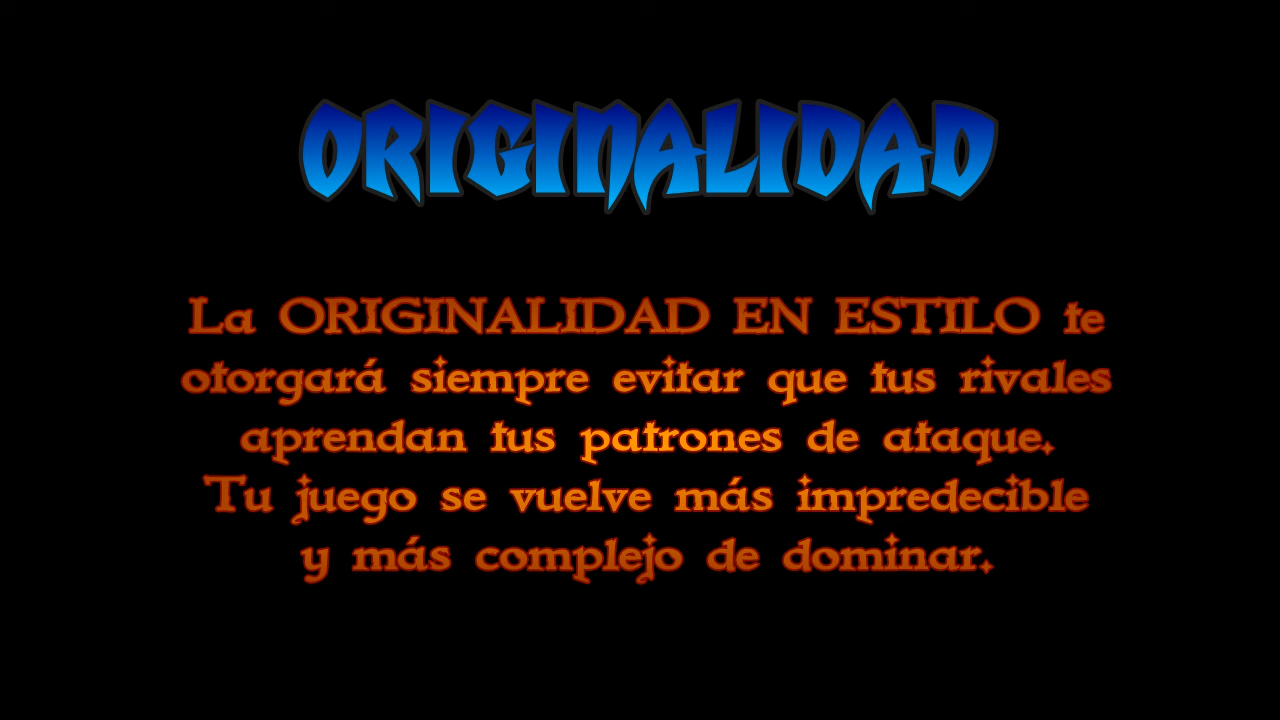 ORIGINALIDAD
La ORIGINALIDAD EN ESTILO te
otorgará siempre evitar que tus rivales
aprendan tus patrones de ataque.
Tu juego se vuelve más impredecible
y más complejo de dominar.